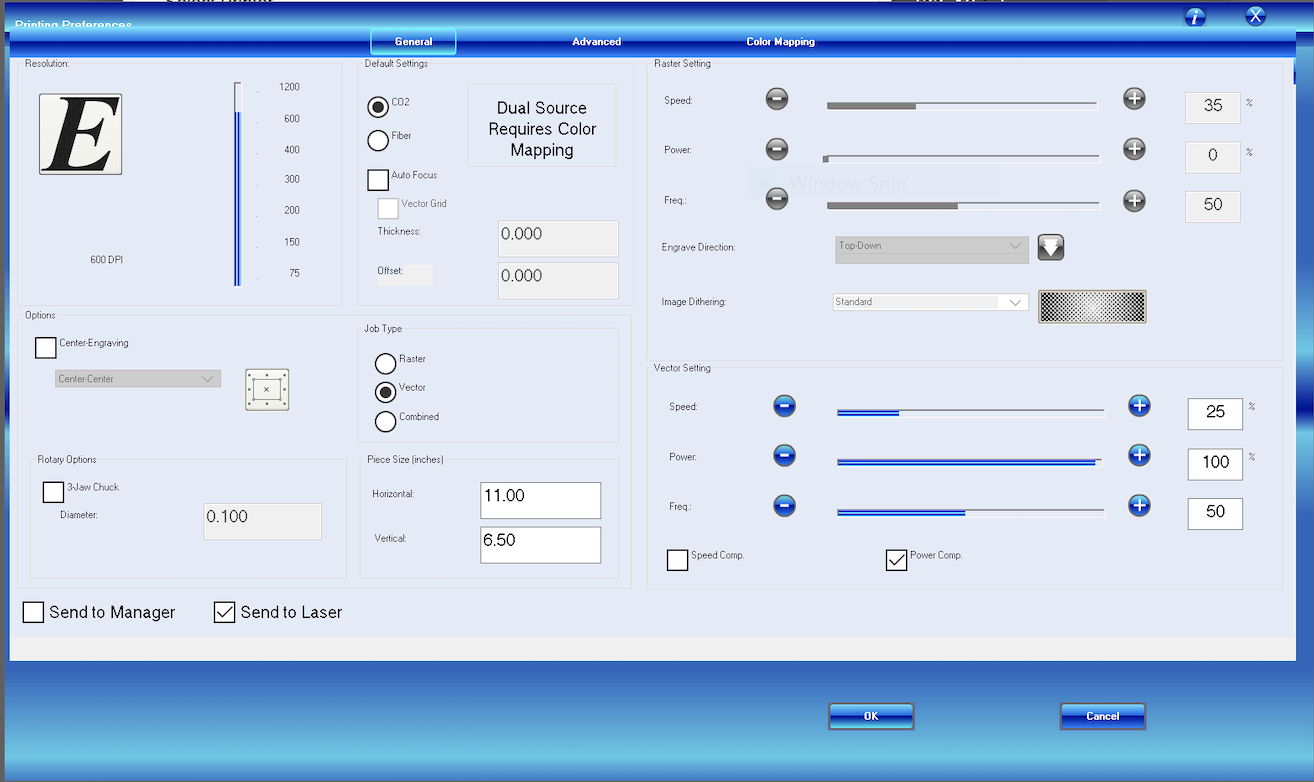 Printing Preferences
General
Advanced
Color Mapping
Resolution:
E
1200
600
400
300
200
150
75
600 DPI
Default Settings
CO2
Fiber
Dual Source
Requires Color
Mapping
Auto Focus
Vector Grid
Thickness:
0.000
Offset:
0.000
Options
Center-Engraving
Center-Center
Job Type
Raster
Vector
Combined
Rotary Options
3-Jaw Chuck
Diameter:
0.100
Piece Size (inches)
Horizontal:
11.00
Vertical:
6.50
Send to Manager
Send to Laser
Raster Setting
Speed:
35 %
Power:
0 %
Window Snip
Freq.:
50
Engrave Direction:
Top-Down
Image Dithering:
Standard
Vector Setting
Speed:
25 %
Power:
100 %
Freq.:
50
Speed Comp.
Power Comp.
OK
Cancel